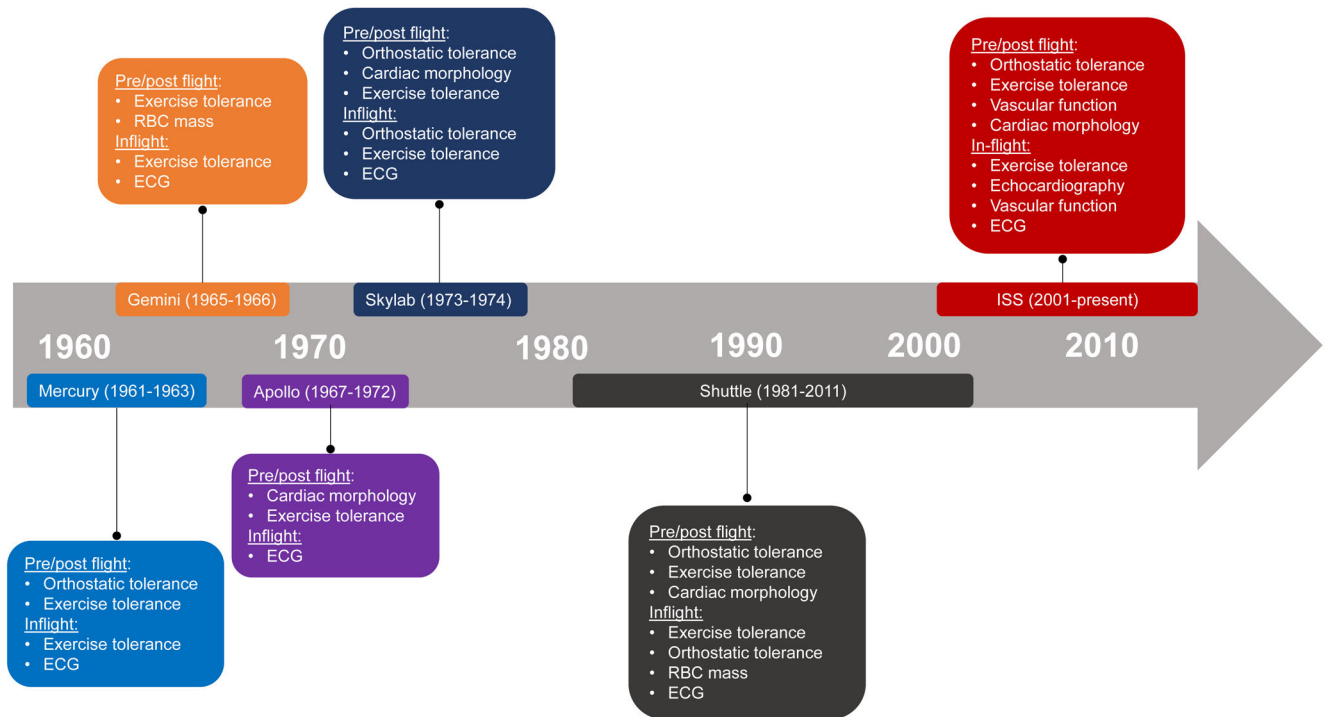 Pre/post flight:
• Exercise tolerance
• RBC mass
Inflight:
• Exercise tolerance
• ECG
Pre/post flight:
• Orthostatic tolerance
• Cardiac morphology
• Exercise tolerance
Inflight:
• Orthostatic tolerance
• Exercise tolerance
• ECG
Pre/post flight:
• Orthostatic tolerance
• Exercise tolerance
• Vascular function
• Cardiac morphology
In-flight:
• Exercise tolerance
• Echocardiography
• Vascular function
• ECG
Gemini (1965-1966)
Skylab (1973-1974)
ISS (2001-present)
1960
1970
1980
1990
2000
2010
Mercury (1961-1963)
Apollo (1967-1972)
Shuttle (1981-2011)
Pre/post flight:
• Orthostatic tolerance
• Exercise tolerance
Inflight:
• Exercise tolerance
• ECG
Pre/post flight:
• Cardiac morphology
• Exercise tolerance
Inflight:
• ECG
Pre/post flight:
• Orthostatic tolerance
• Exercise tolerance
• Cardiac morphology
Inflight:
• Exercise tolerance
• Orthostatic tolerance
• RBC mass
• ECG